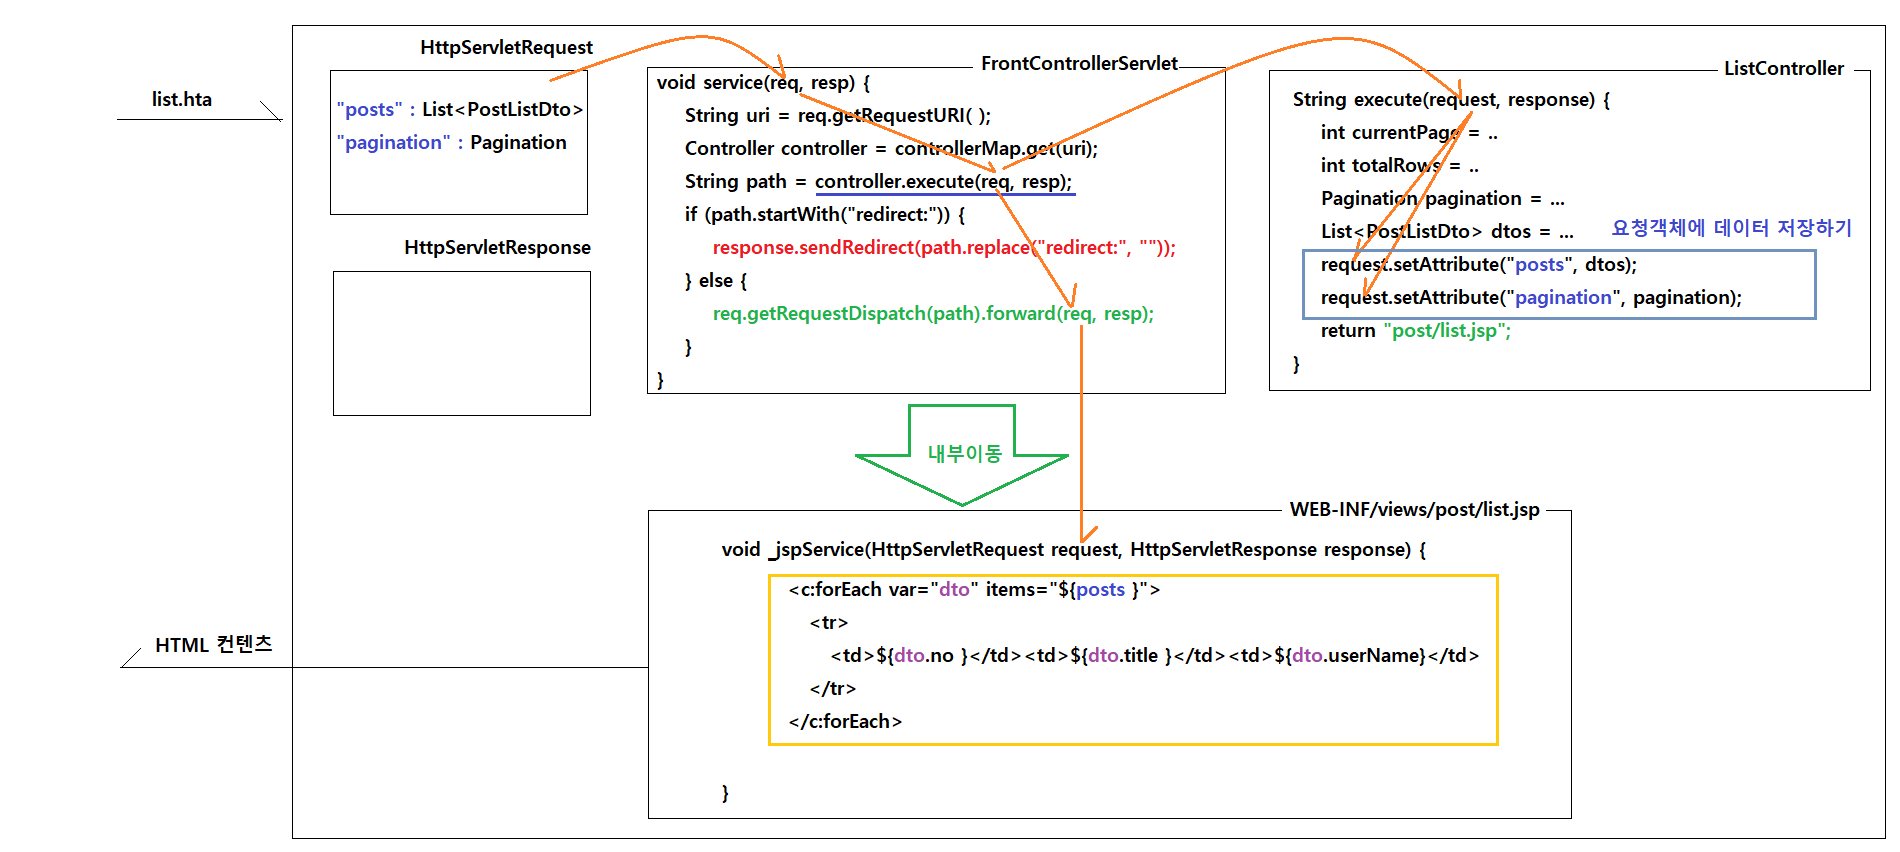 list.hta
HttpServletRequest
"posts" : List<PostListDto>
"pagination" : Pagination
HttpServletResponse
FrontControllerServlet
void service(req, resp) {
String uri = req.getRequestURI( );
Controller controller = controllerMap.get(uri);
String path = controller.execute(req, resp);
if (path.startWith("redirect:")) {
response.sendRedirect(path.replace("redirect:", ""));
} else {
req.getRequestDispatch(path).forward(req, resp);
}
}
ListController
String execute(request, response) {
int currentPage = ..
int totalRows = ..
Pagination pagination = ...
List<PostListDto> dtos = ...
요청객체에 데이터 저장하기
request.setAttribute("posts", dtos);
request.setAttribute("pagination", pagination);
return "post/list.jsp";
}
내부이동
WEB-INF/views/post/list.jsp
void _jspService(HttpServletRequest request, HttpServletResponse response) {
<c:forEach var="dto" items="${posts }">
<tr>
<td>${dto.no }</td><td>${dto.title }</td><td>${dto.userName}</td>
</tr>
</c:forEach>
}
HTML 컨텐츠